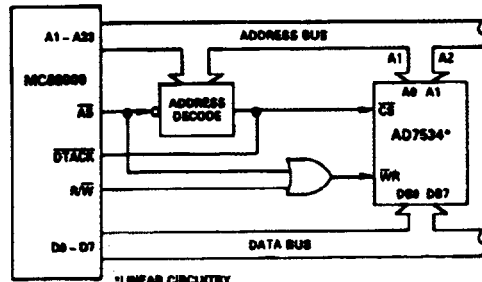 A1 – A23
ADDRESS BUS
A1
A2
MC68000
A0 A1
ADDRESS
DECODE
AS
CS
AD7534*
DTACK
R/W
WR
DB0 DB7
D0 – D7
DATA BUS
*LINEAR CIRCUITRY